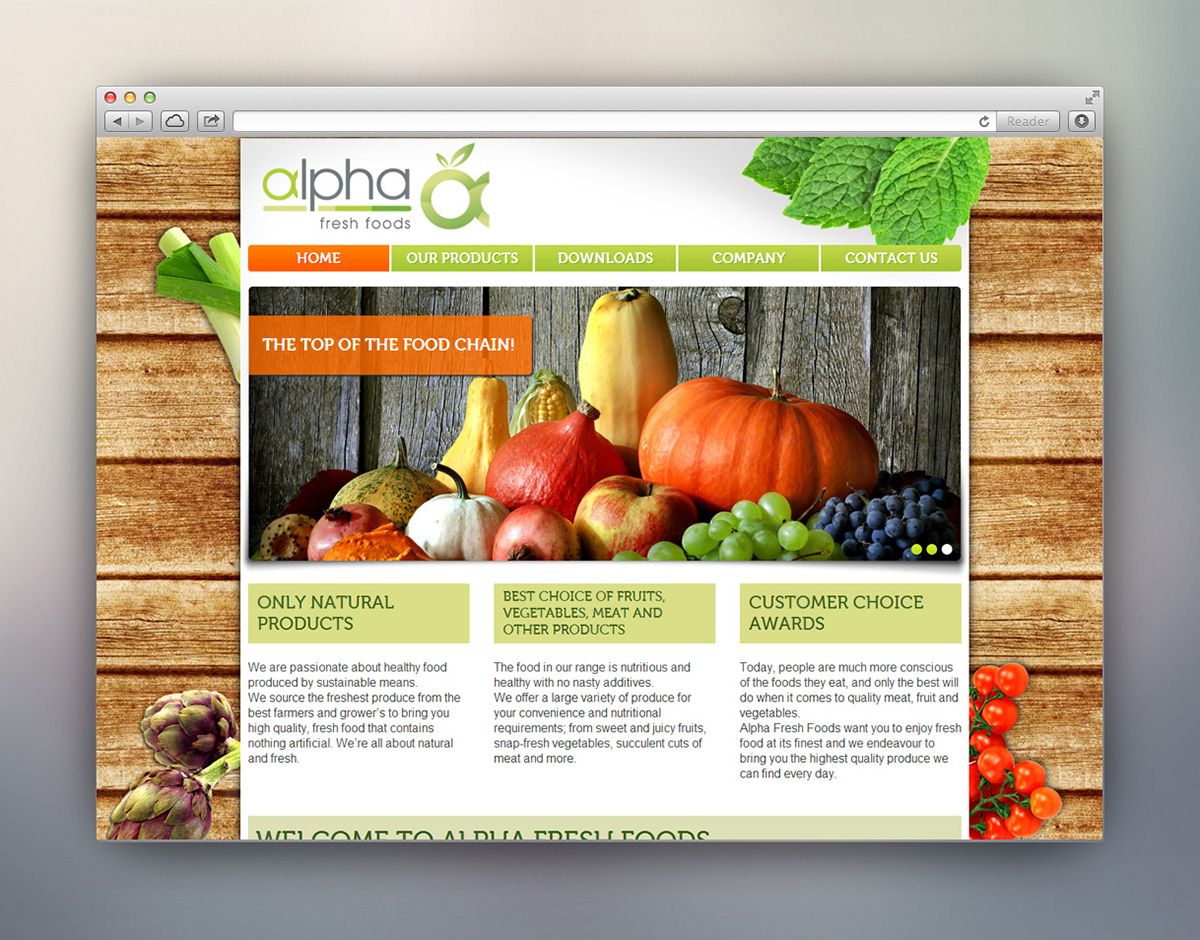 Reader
alpha
fresh foods
HOME
OUR PRODUCTS
DOWNLOADS
COMPANY
CONTACT US
THE TOP OF THE FOOD CHAIN!
ONLY NATURAL
PRODUCTS
We are passionate about healthy food
produced by sustainable means.
We source the freshest produce from the
best farmers and grower's to bring you
high quality, fresh food that contains
nothing artificial. We're all about natural
and fresh.
BEST CHOICE OF FRUITS,
VEGETABLES, MEAT AND
OTHER PRODUCTS
The food in our range is nutritious and
healthy with no nasty additives.
We offer a large variety of produce for
your convenience and nutritional
requirements; from sweet and juicy fruits,
snap-fresh vegetables, succulent cuts of
meat and more.
CUSTOMER CHOICE
AWARDS
Today, people are much more conscious
of the foods they eat, and only the best will
do when it comes to quality meat, fruit and
vegetables.
Alpha Fresh Foods want you to enjoy fresh
food at its finest and we endeavour to
bring you the highest quality produce we
can find every day.
WELCOME TO ALPHA FRESH FOODS